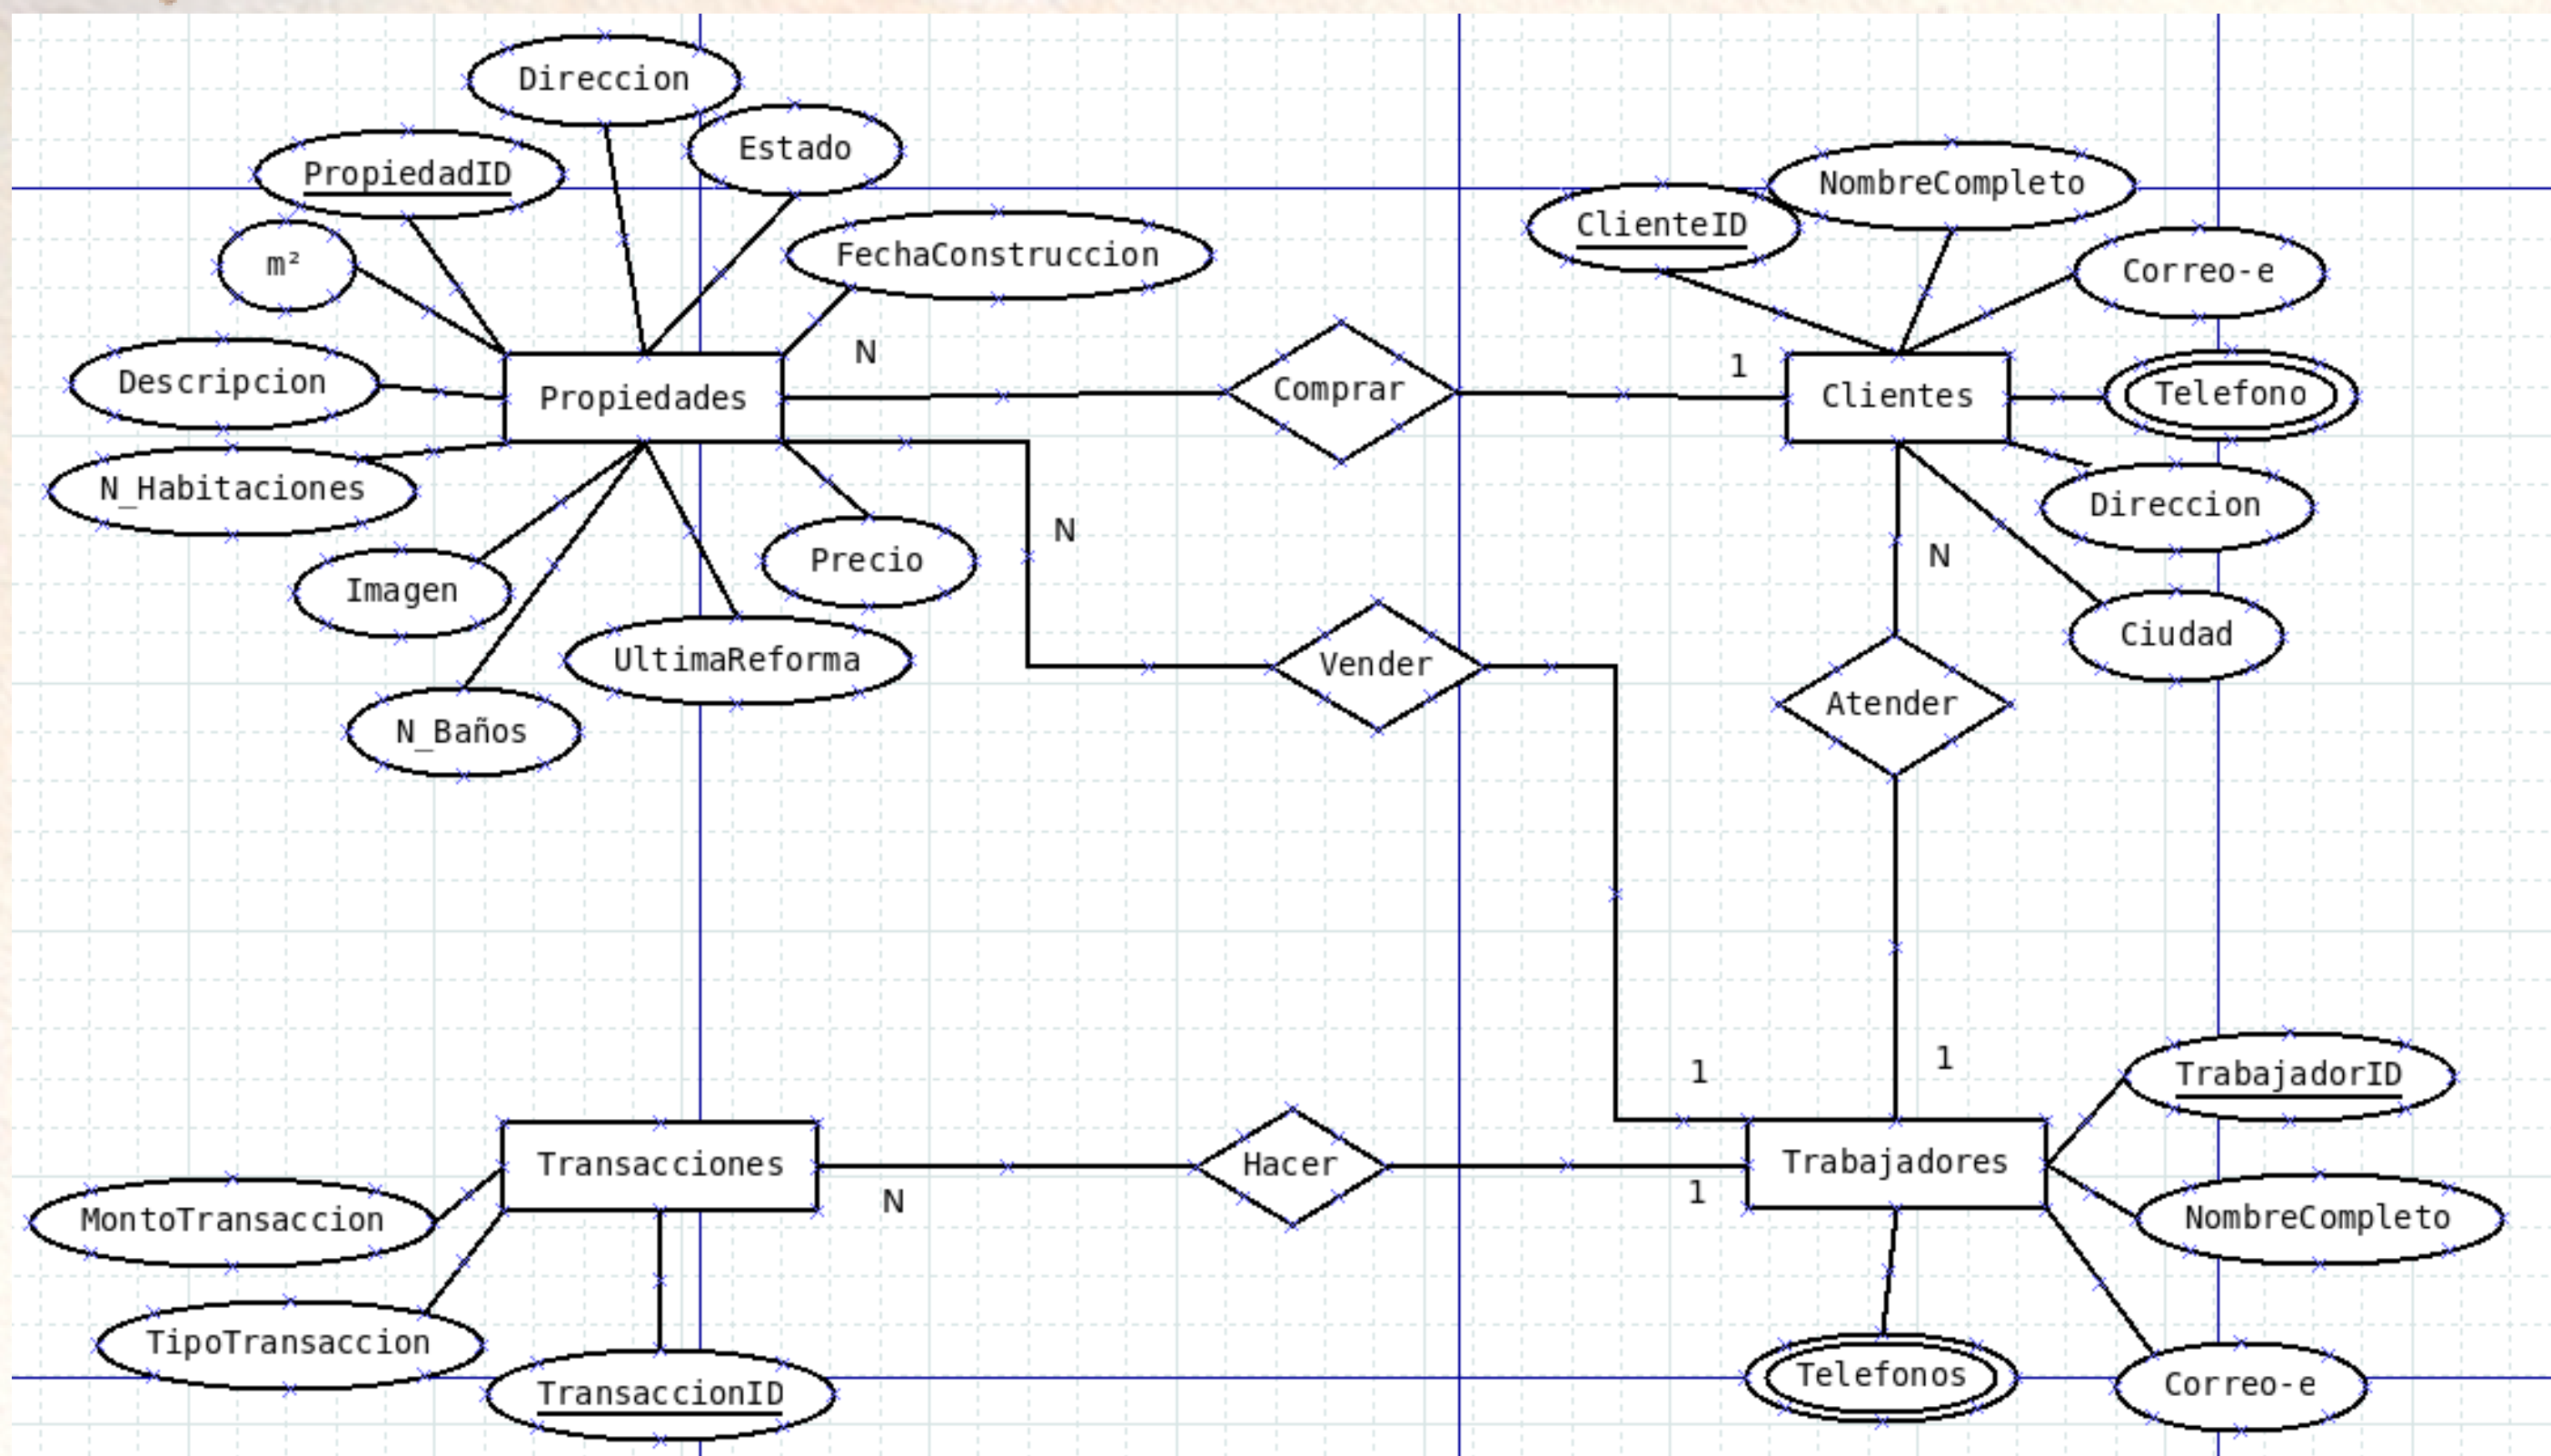 Direccion
Estado
PropiedadID
NombreCompleto
ClienteID
m²
FechaConstruccion
Correo-e
N
1
Descripcion
Propiedades
Comprar
Clientes
Telefono
N_Habitaciones
Direccion
N
N
Imagen
Precio
Ciudad
UltimaReforma
Vender
Atender
N_Baños
1
1
TrabajadorID
Transacciones
Hacer
Trabajadores
N
1
MontoTransaccion
NombreCompleto
TipoTransaccion
TransaccionID
Telefonos
Correo-e